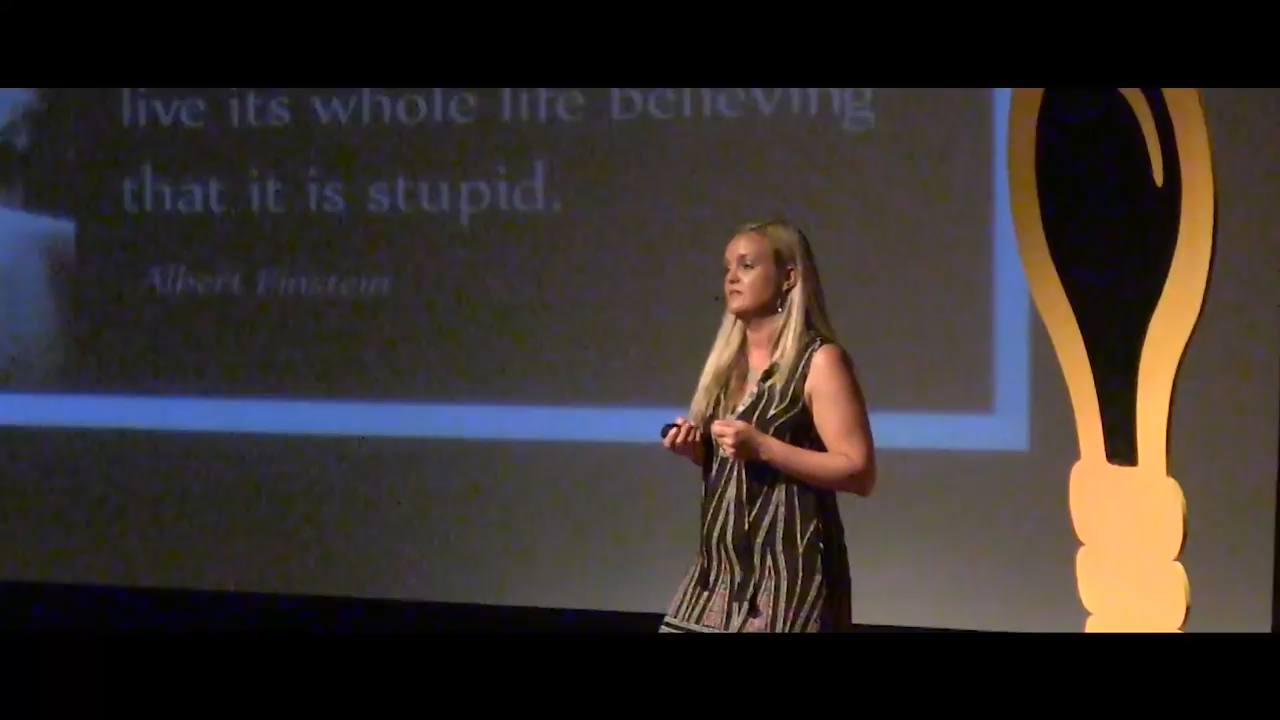 live its whole life believing
that it is stupid.
Albert Einstein